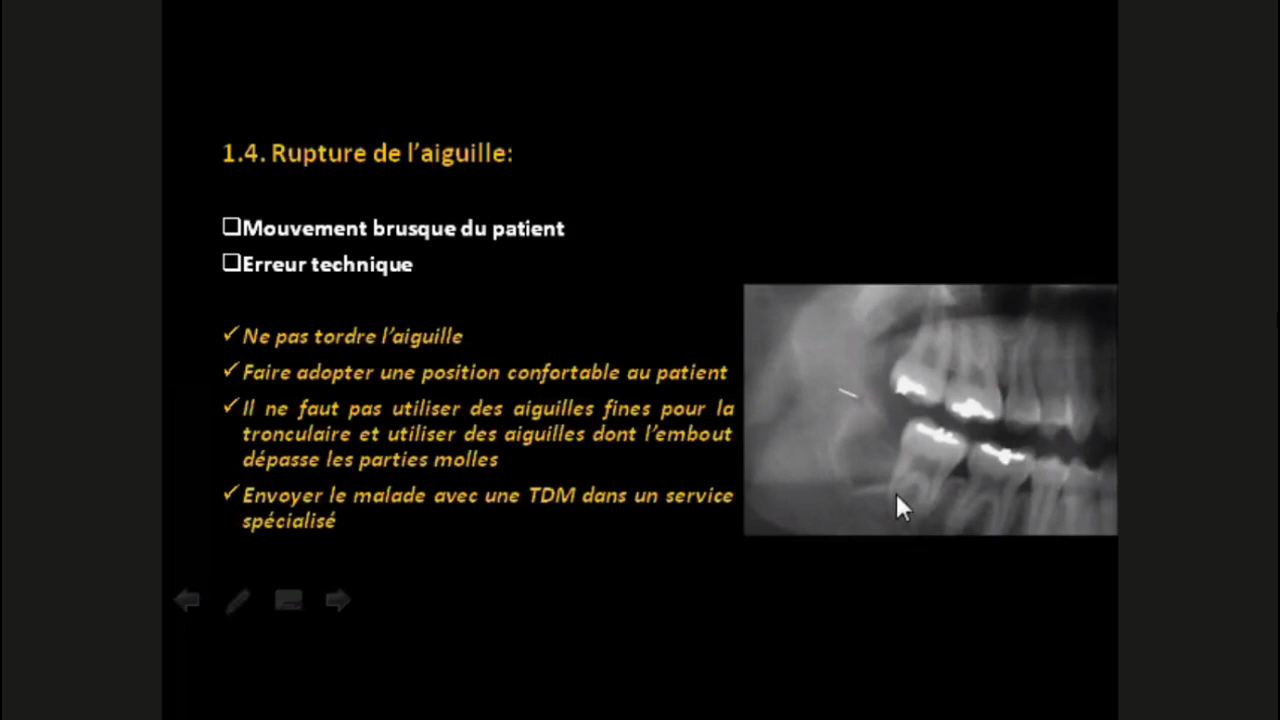 1.4. Rupture de l’aiguille:
❑Mouvement brusque du patient
❑Erreur technique
✓Ne pas tordre l’aiguille
✓Faire adopter une position confortable au patient
✓Il ne faut pas utiliser des aiguilles fines pour la
tronculaire et utiliser des aiguilles dont l’embout
dépasse les parties molles
✓Envoyer le malade avec une TDM dans un service
spécialisé